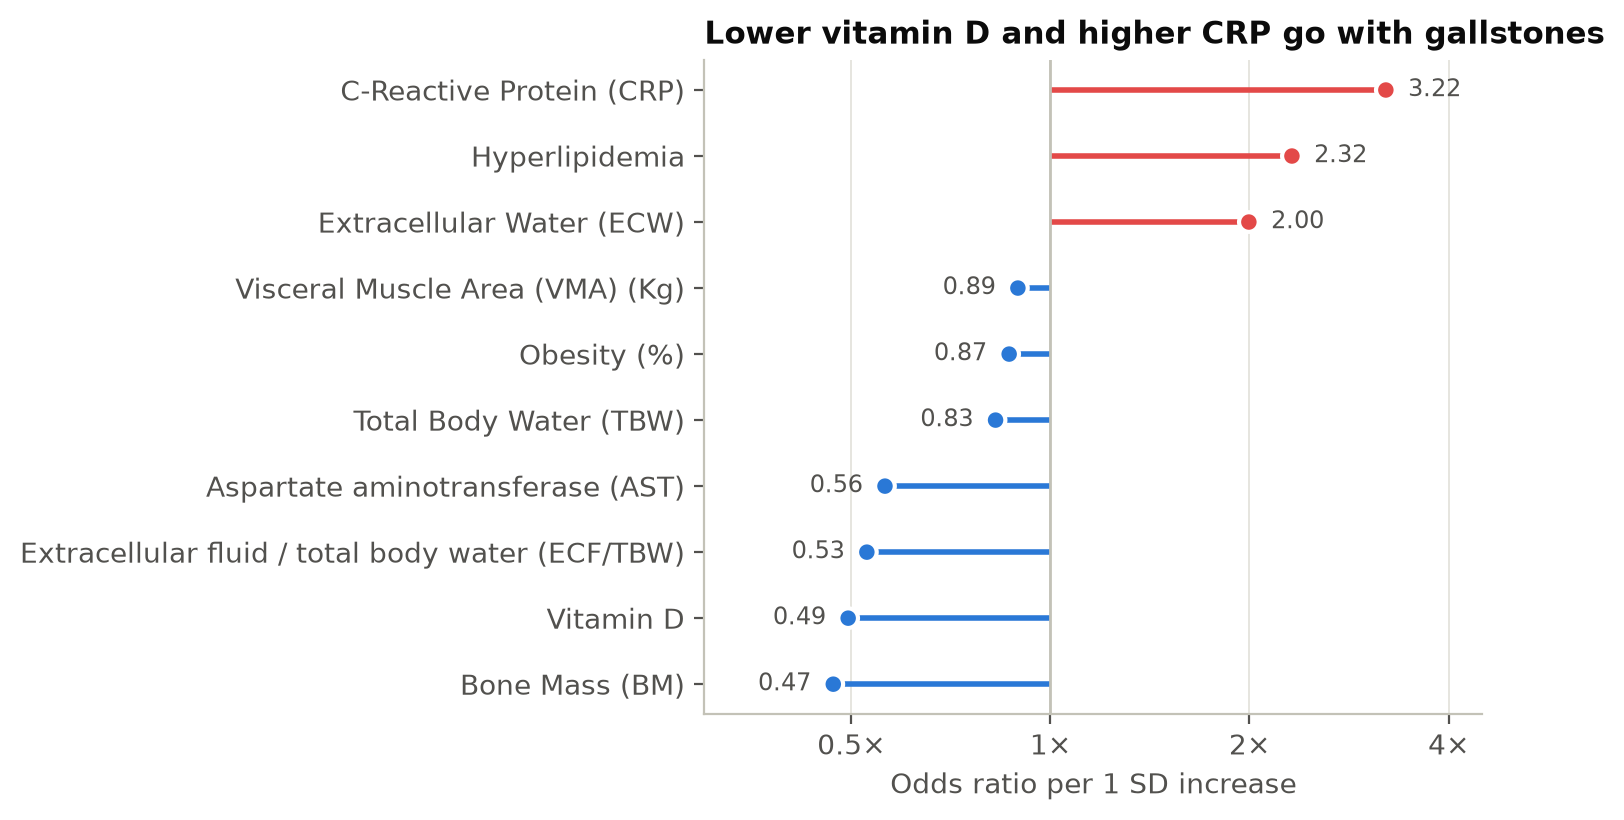 Lower vitamin D and higher CRP go with gallstones
C-Reactive Protein (CRP) 3.22
Hyperlipidemia 2.32
Extracellular Water (ECW) 2.00
Visceral Muscle Area (VMA) (Kg) 0.89
Obesity (%) 0.87
Total Body Water (TBW) 0.83
Aspartate aminotransferase (AST) 0.56
Extracellular fluid / total body water (ECF/TBW) 0.53
Vitamin D 0.49
Bone Mass (BM) 0.47
0.5× 1× 2× 4×
Odds ratio per 1 SD increase